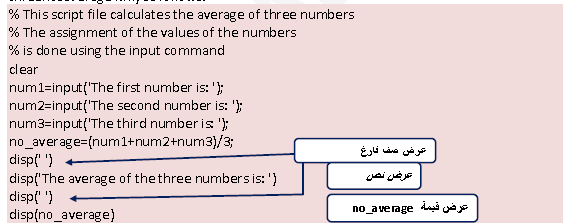 % This script file calculates the average of three numbers
% The assignment of the values of the numbers
% is done using the input command
clear
num1=input('The first number is: ');
num2=input('The second number is: ');
num3=input('The third number is: ');
no_average=(num1+num2+num3)/3;
disp(' ')
عرض صف فارغ
disp('The average of the three numbers is: ')
عرض نص
disp(' ')
disp(no_average)
عرض قيمة no_average